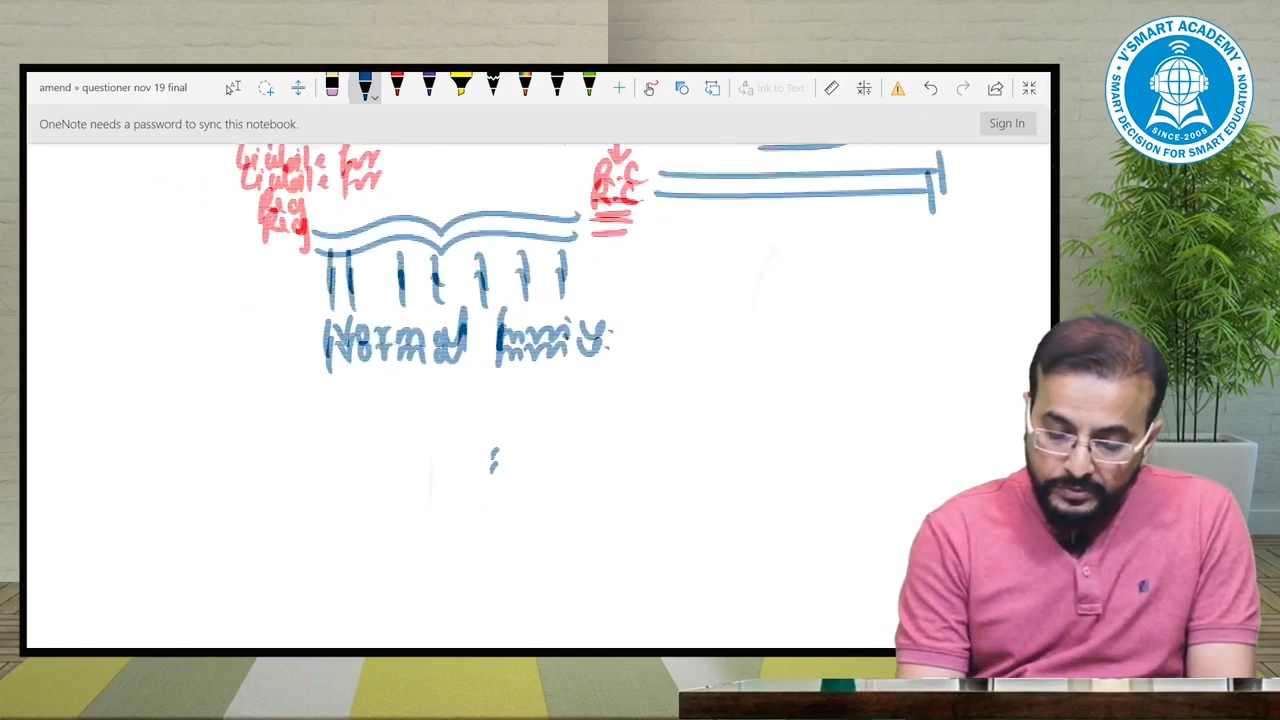 V'SMART ACADEMY
SMART DECISION FOR SMART EDUCATION
SINCE-2005
amend » questioner nov 19 final
Ink to Text
OneNote needs a password to sync this notebook.
Sign In
Liable for
Reg
R.C
Normal